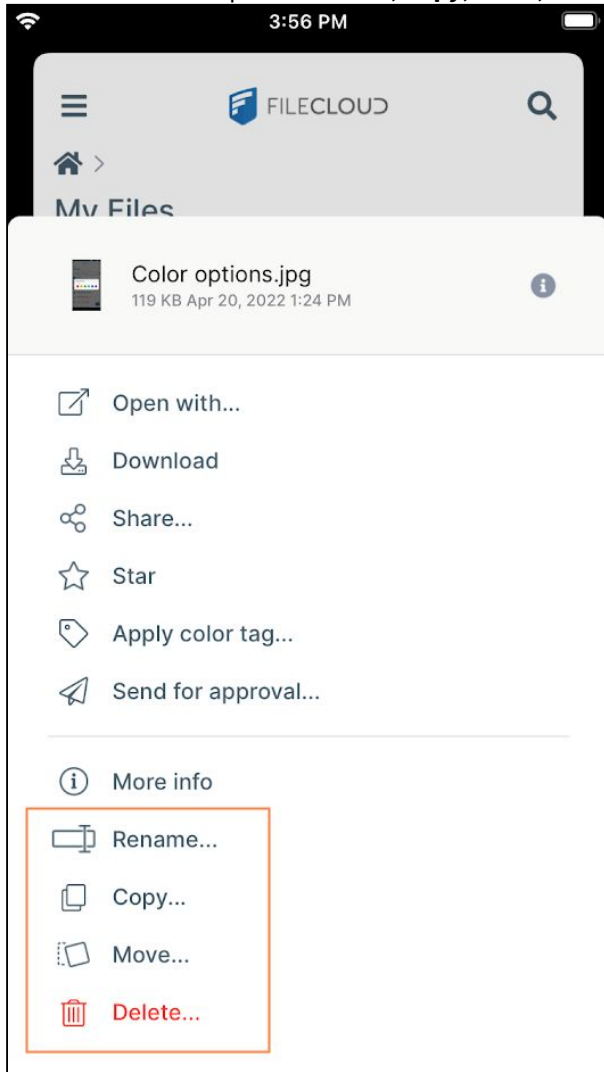 3:56 PM
FILECLOUD
My Files
Color options.jpg
119 KB Apr 20, 2022 1:24 PM
Open with...
Download
Share...
Star
Apply color tag...
Send for approval...
More info
Rename...
Copy...
Move...
Delete...